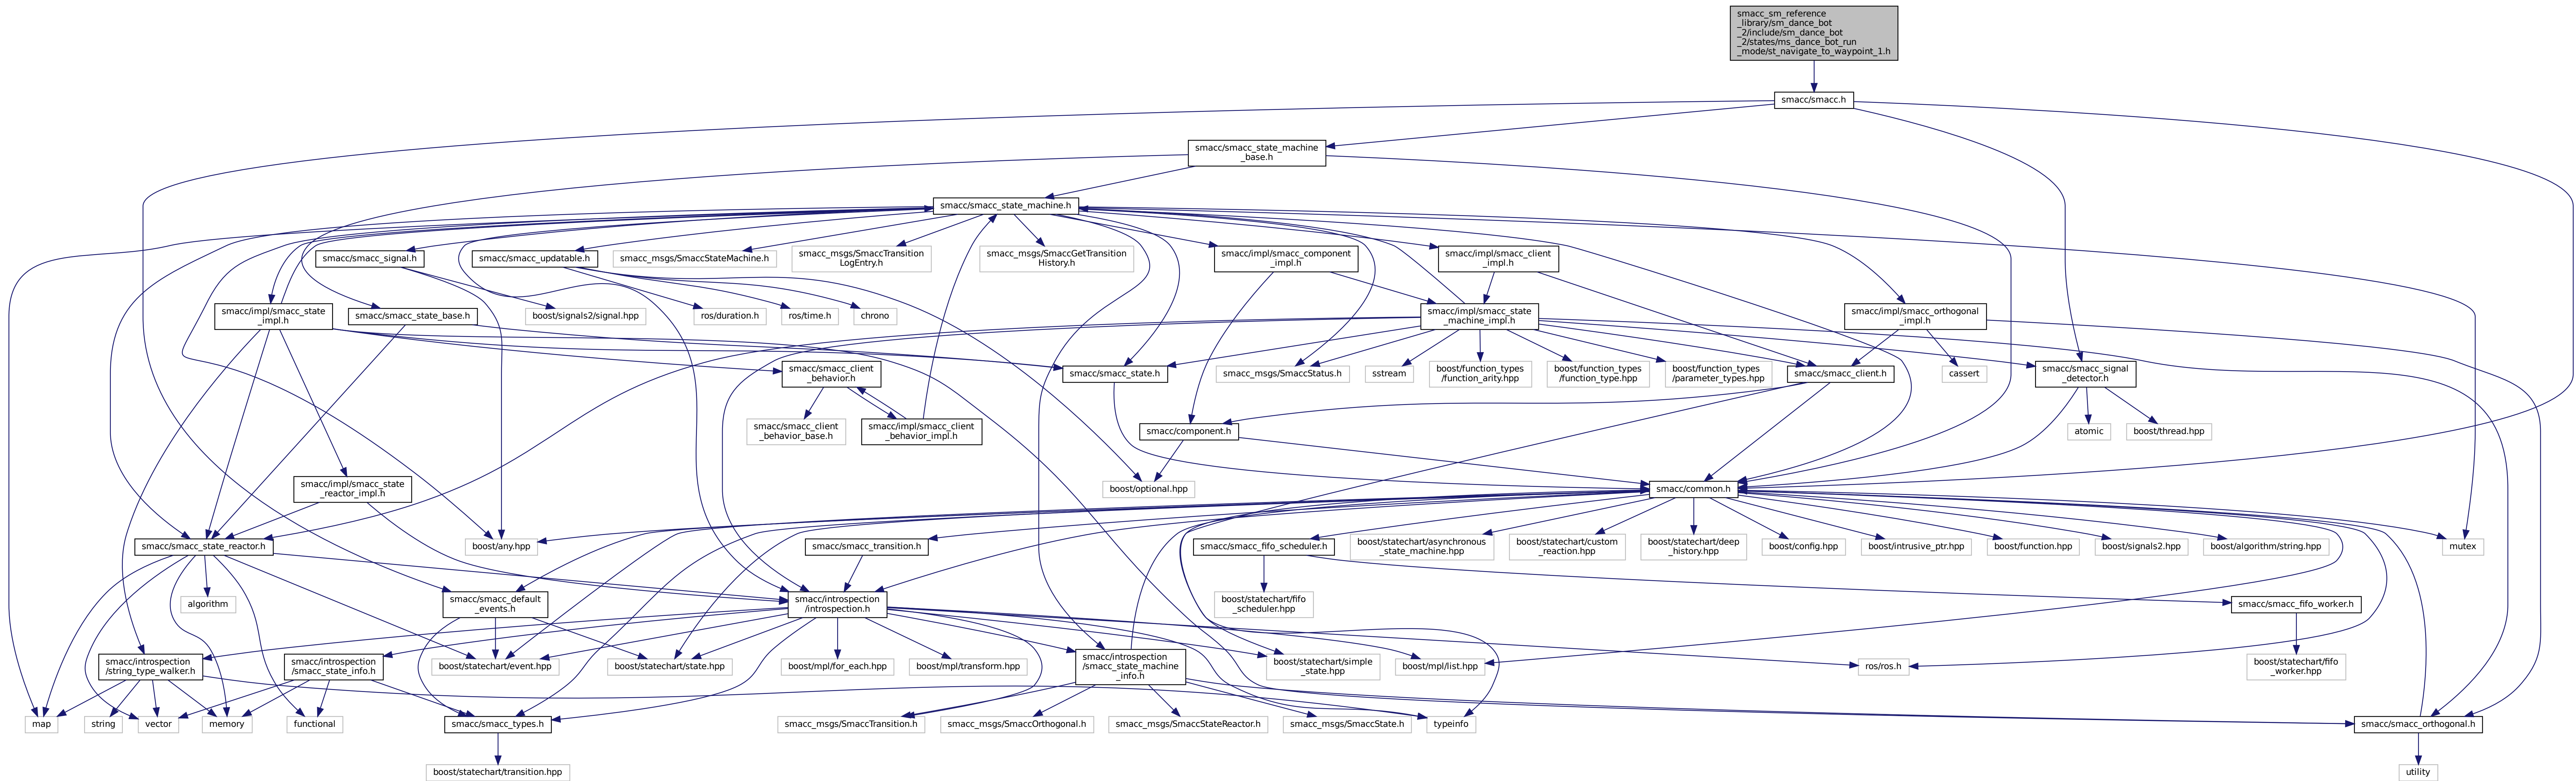 smacc_sm_reference
_library/sm_dance_bot
_2/include/sm_dance_bot
_2/states/ms_dance_bot_run
_mode/st_navigate_to_waypoint_1.h
smacc/smacc.h
smacc/smacc_state_machine
_base.h
smacc/smacc_state_machine.h
smacc/smacc_signal.h
smacc/smacc_updatable.h
smacc_msgs/SmaccStateMachine.h
smacc_msgs/SmaccTransition
LogEntry.h
smacc_msgs/SmaccGetTransition
History.h
smacc/impl/smacc_component
_impl.h
smacc/impl/smacc_client
_impl.h
smacc/impl/smacc_state
_impl.h
smacc/smacc_state_base.h
boost/signals2/signal.hpp
ros/duration.h
ros/time.h
chrono
smacc/impl/smacc_state
_machine_impl.h
smacc/impl/smacc_orthogonal
_impl.h
smacc/smacc_client
_behavior.h
smacc/smacc_state.h
smacc_msgs/SmaccStatus.h
sstream
boost/function_types
/function_arity.hpp
boost/function_types
/function_type.hpp
boost/function_types
/parameter_types.hpp
smacc/smacc_client.h
cassert
smacc/smacc_signal
_detector.h
smacc/smacc_client
_behavior_base.h
smacc/impl/smacc_client
_behavior_impl.h
smacc/component.h
atomic
boost/thread.hpp
smacc/impl/smacc_state
_reactor_impl.h
boost/optional.hpp
smacc/common.h
smacc/smacc_state_reactor.h
boost/any.hpp
smacc/smacc_transition.h
smacc/smacc_fifo_scheduler.h
boost/statechart/asynchronous
_state_machine.hpp
boost/statechart/custom
_reaction.hpp
boost/statechart/deep
_history.hpp
boost/config.hpp
boost/intrusive_ptr.hpp
boost/function.hpp
boost/signals2.hpp
boost/algorithm/string.hpp
mutex
algorithm
smacc/smacc_default
_events.h
smacc/introspection
/introspection.h
boost/statechart/fifo
_scheduler.hpp
smacc/smacc_fifo_worker.h
smacc/introspection
/string_type_walker.h
smacc/introspection
/smacc_state_info.h
boost/statechart/event.hpp
boost/statechart/state.hpp
boost/mpl/for_each.hpp
boost/mpl/transform.hpp
smacc/introspection
/smacc_state_machine
_info.h
boost/statechart/simple
_state.hpp
boost/mpl/list.hpp
ros/ros.h
boost/statechart/fifo
_worker.hpp
map
string
vector
memory
functional
smacc/smacc_types.h
smacc_msgs/SmaccTransition.h
smacc_msgs/SmaccOrthogonal.h
smacc_msgs/SmaccStateReactor.h
smacc_msgs/SmaccState.h
typeinfo
smacc/smacc_orthogonal.h
boost/statechart/transition.hpp
utility